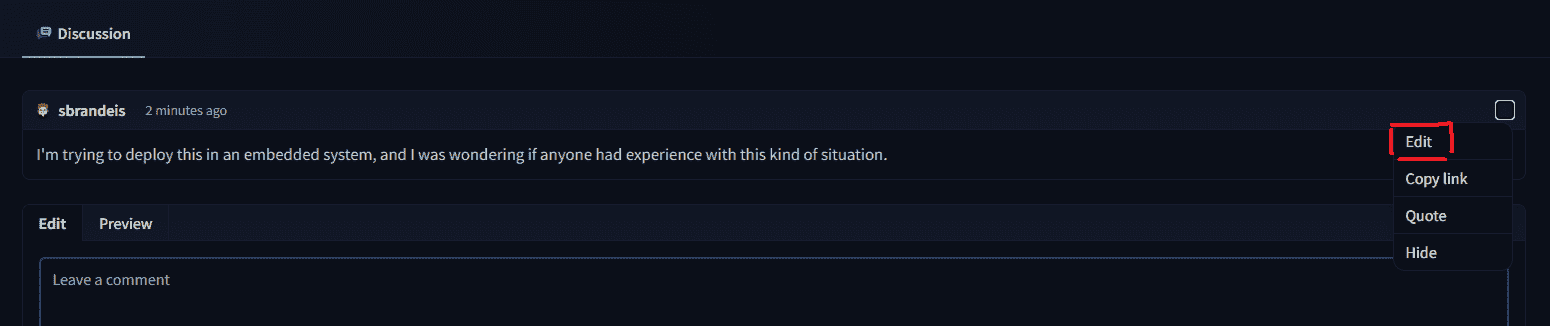 Discussion
sbrandeis 2 minutes ago
Edit
I'm trying to deploy this in an embedded system, and I was wondering if anyone had experience with this kind of situation.
Copy link
Quote
Hide
Edit Preview
Leave a comment